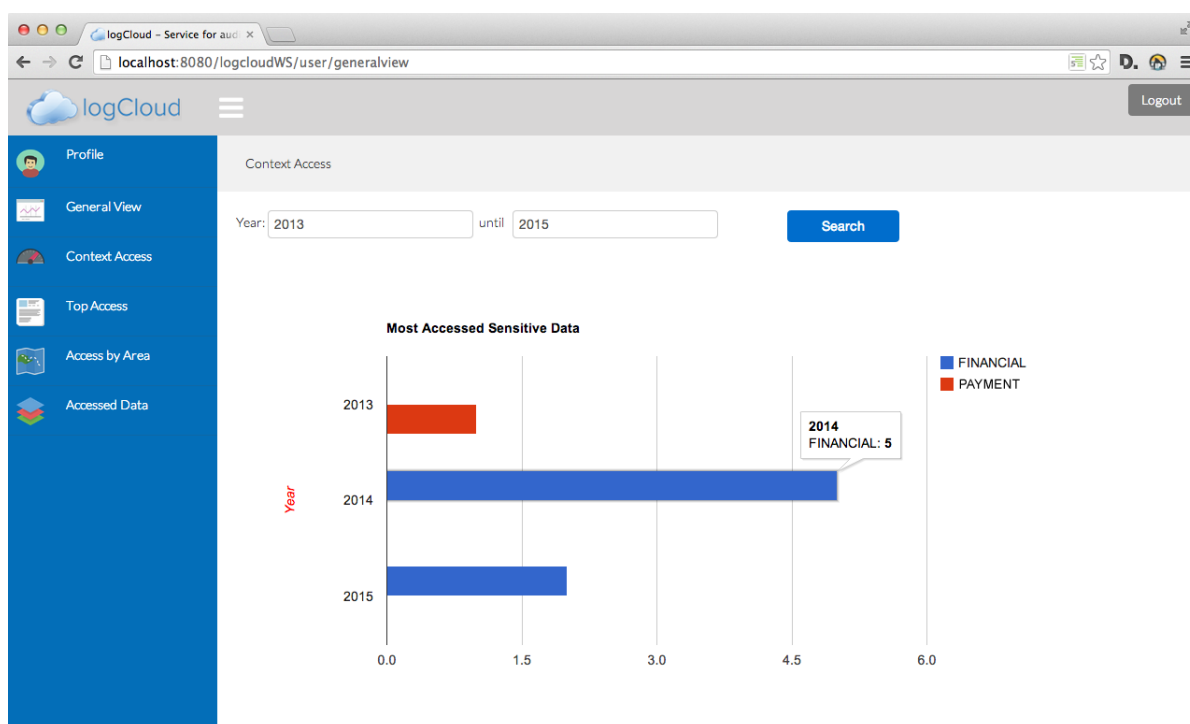 logCloud - Service for aud
localhost:8080/logcloudWS/user/generalview
D.
logCloud
Logout
Profile
General View
Context Access
Top Access
Access by Area
Accessed Data
Context Access
Year: 2013 until 2015 Search
Most Accessed Sensitive Data
FINANCIAL
PAYMENT
2013
2014
FINANCIAL: 5
Year
2014
2015
0.0 1.5 3.0 4.5 6.0